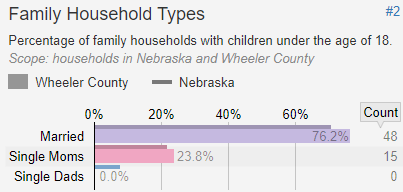 Family Household Types #2
Percentage of family households with children under the age of 18.
Scope: households in Nebraska and Wheeler County
Wheeler County Nebraska
0% 20% 40% 60% Count
Married 76.2% 48
Single Moms 23.8% 15
Single Dads 0.0% 0